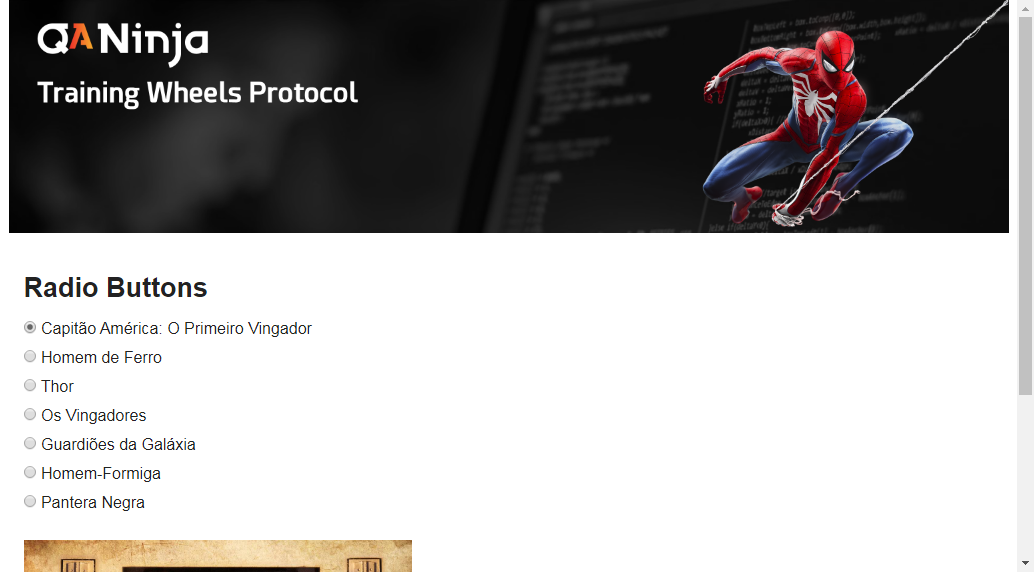 QANinja
Training Wheels Protocol
Radio Buttons
Capitão América: O Primeiro Vingador
Homem de Ferro
Thor
Os Vingadores
Guardiões da Galáxia
Homem-Formiga
Pantera Negra